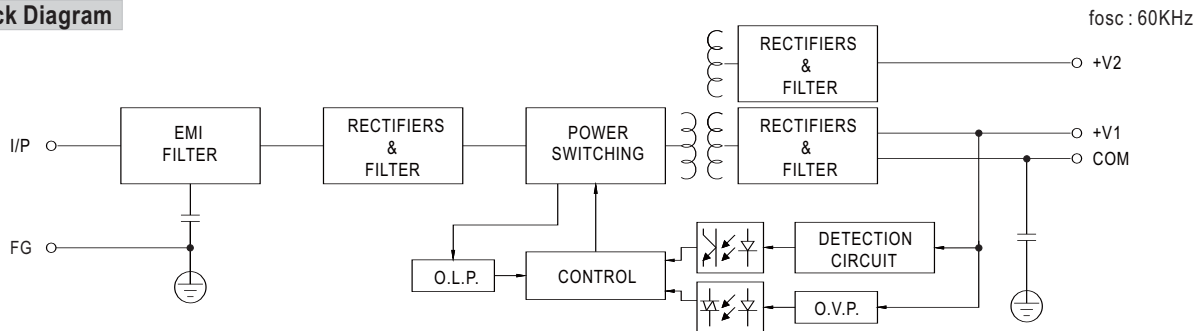 ck Diagram
fosc : 60KHz
RECTIFIERS
&
FILTER
+V2
I/P
EMI
FILTER
RECTIFIERS
&
FILTER
POWER
SWITCHING
RECTIFIERS
&
FILTER
+V1
COM
FG
O.L.P.
CONTROL
DETECTION
CIRCUIT
O.V.P.